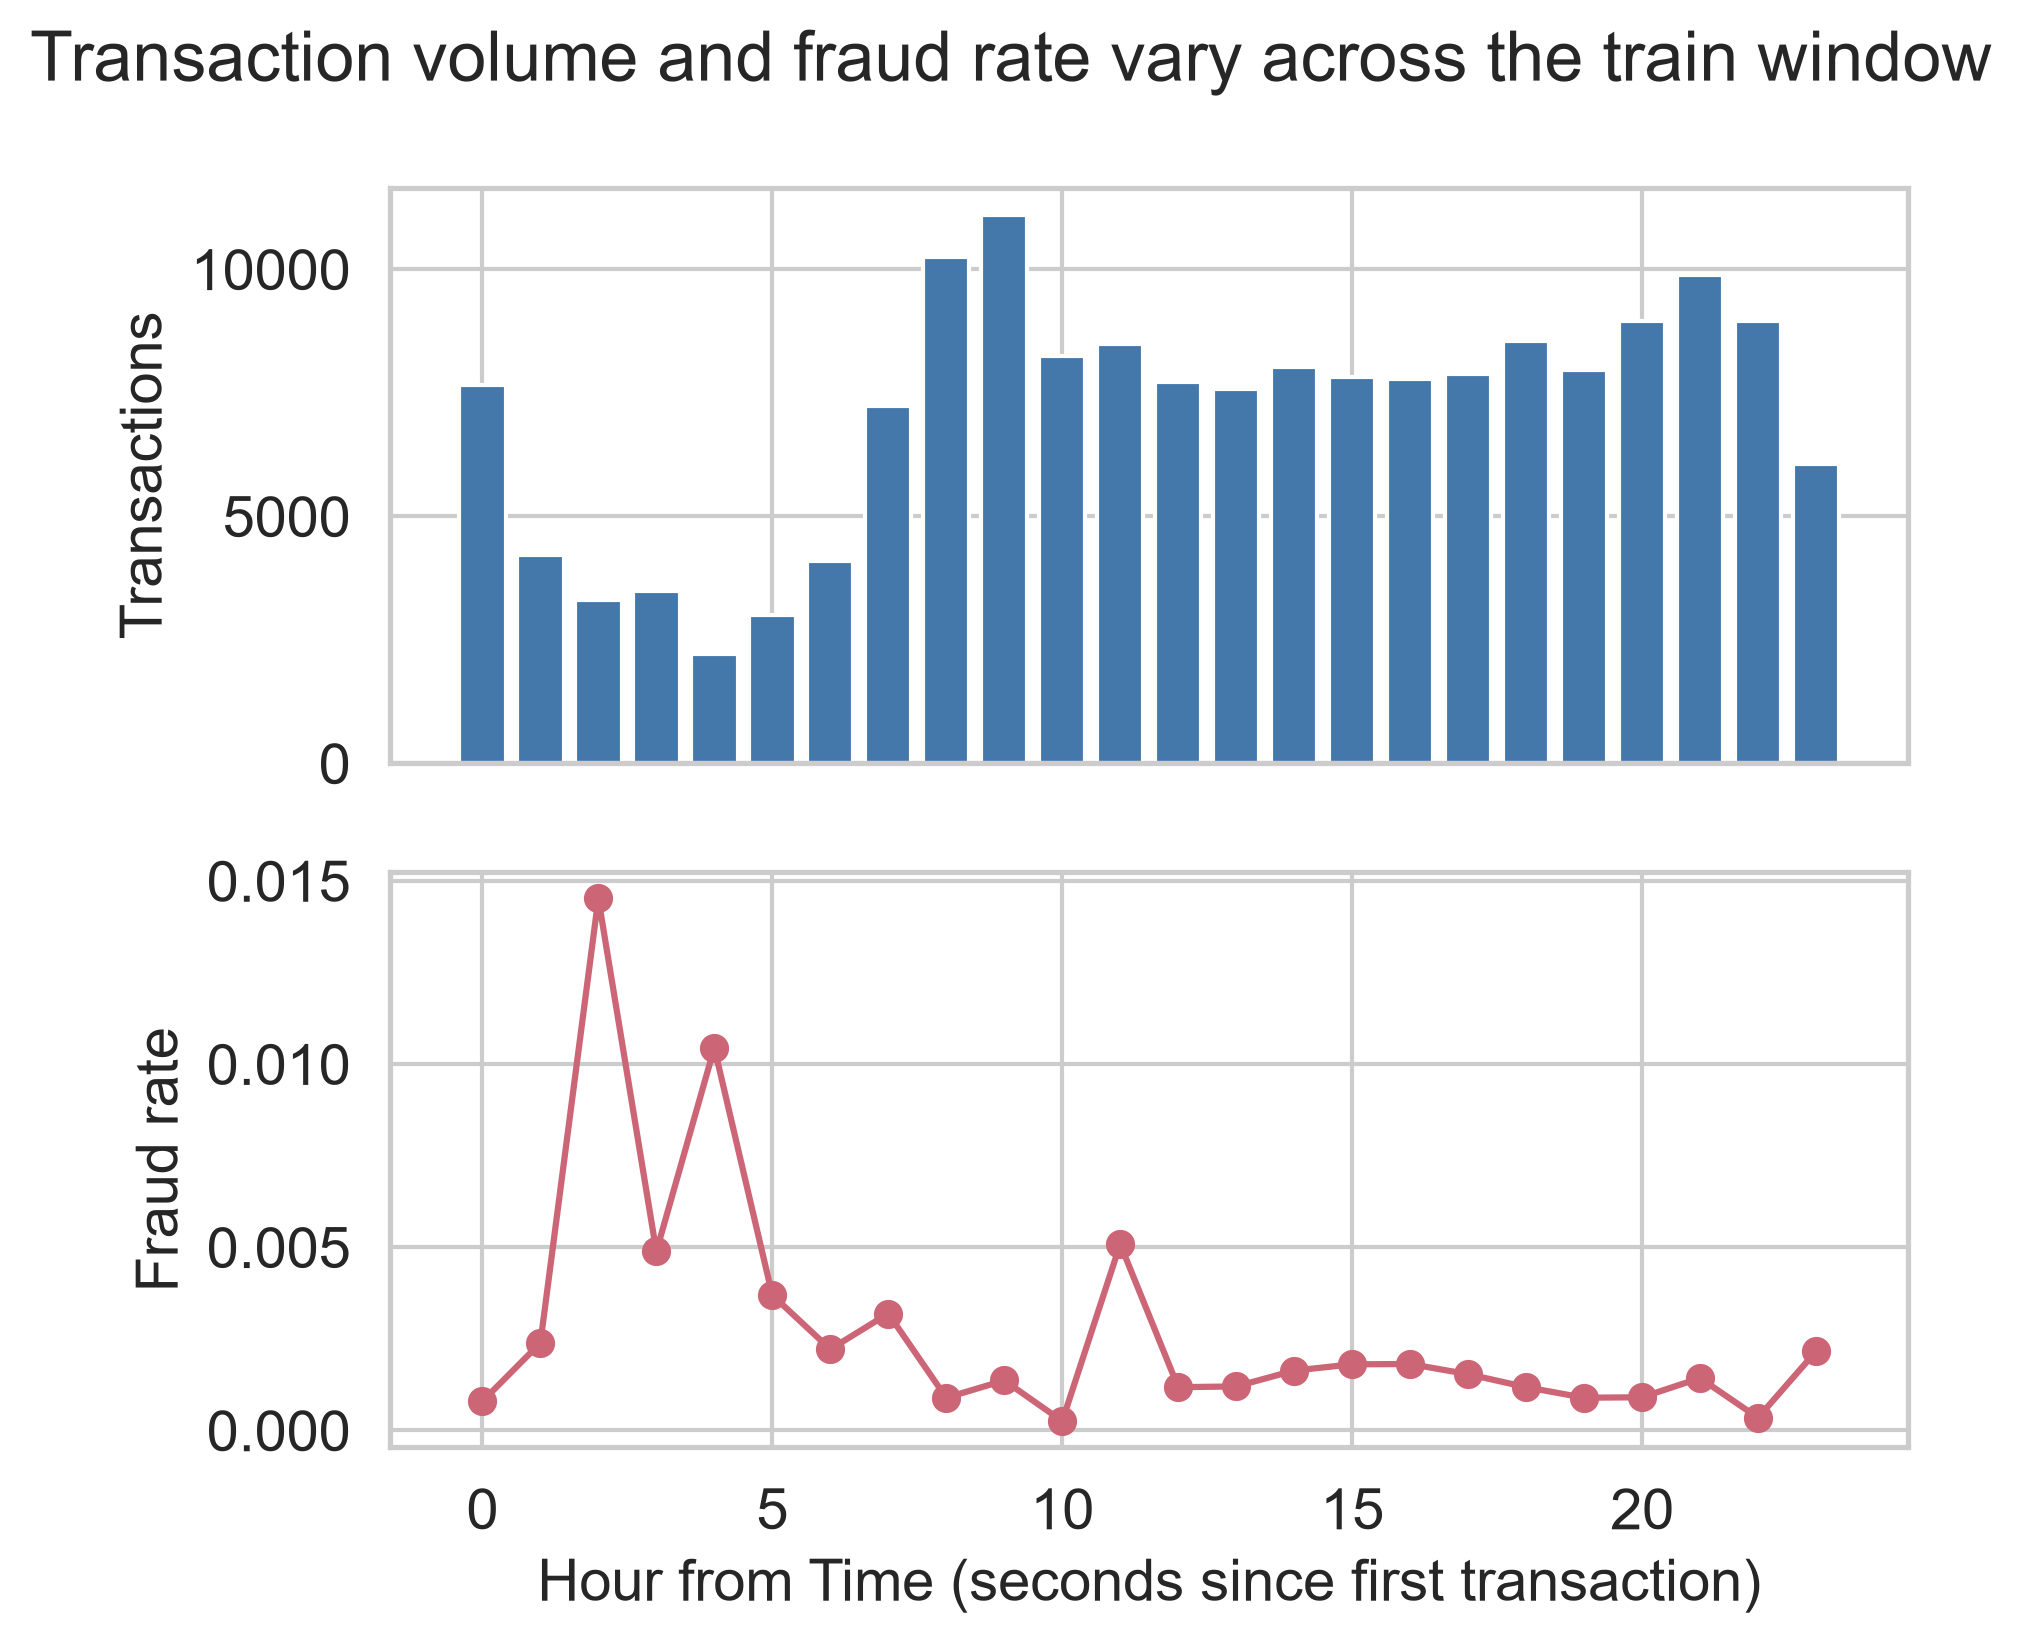 Transaction volume and fraud rate vary across the train window
10000
5000
0
Transactions
0.015
0.010
0.005
0.000
Fraud rate
0 5 10 15 20
Hour from Time (seconds since first transaction)